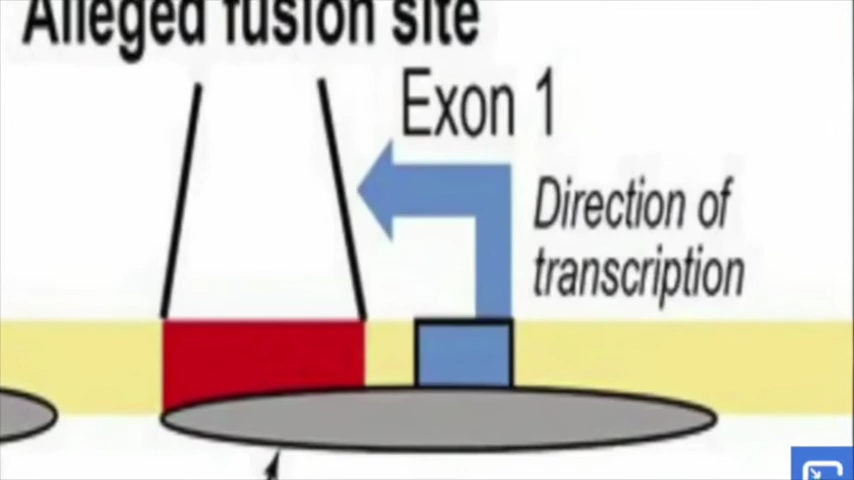 Alleged fusion site
Exon 1
Direction of
transcription